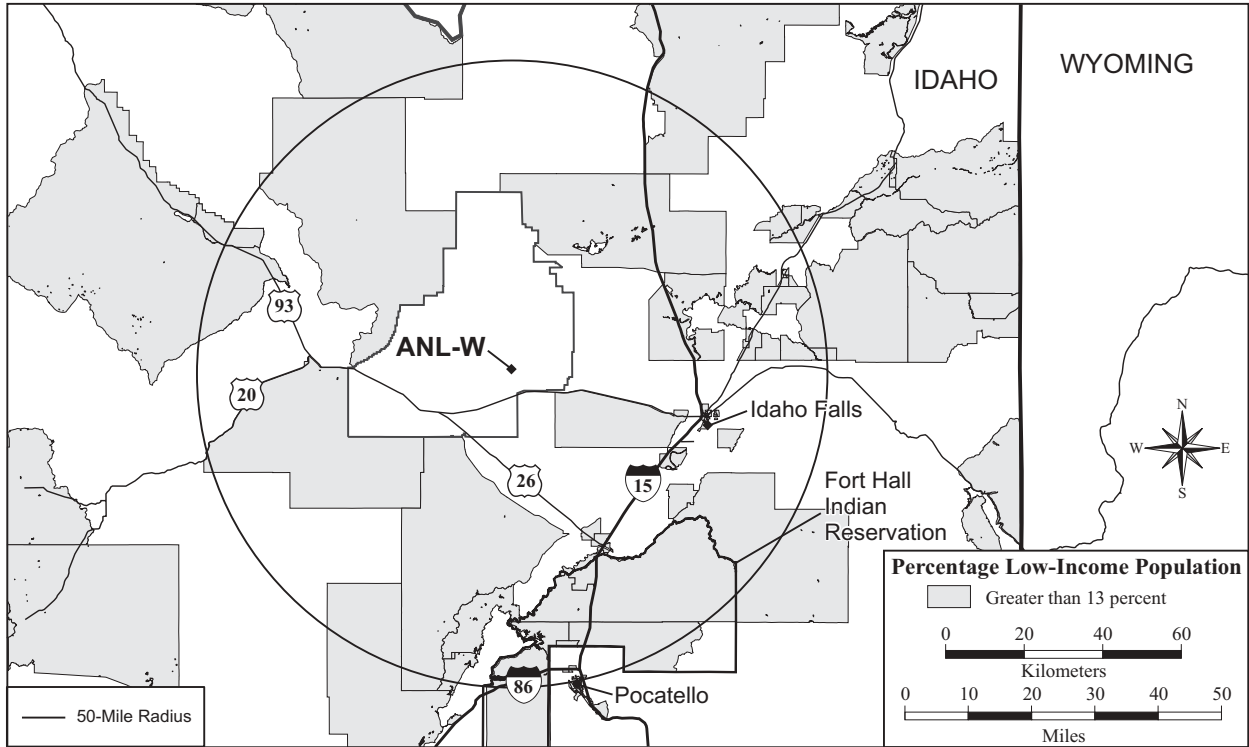 IDAHO
WYOMING
93
ANL-W
20
Idaho Falls
26
15
Fort Hall
Indian
Reservation
N
W
E
S
86
Pocatello
50-Mile Radius
Percentage Low-Income Population
Greater than 13 percent
0 20 40 60
Kilometers
0 10 20 30 40 50
Miles